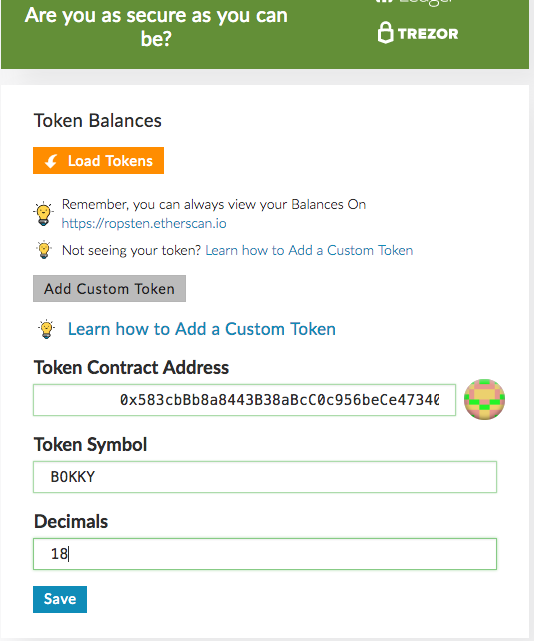 Ledger
Are you as secure as you can
be?
TREZOR
Token Balances
Load Tokens
Remember, you can always view your Balances On
https://ropsten.etherscan.io
Not seeing your token? Learn how to Add a Custom Token
Add Custom Token
Learn how to Add a Custom Token
Token Contract Address
0x583cbBb8a8443B38aBcC0c956beCe47340
Token Symbol
BOKKY
Decimals
18
Save